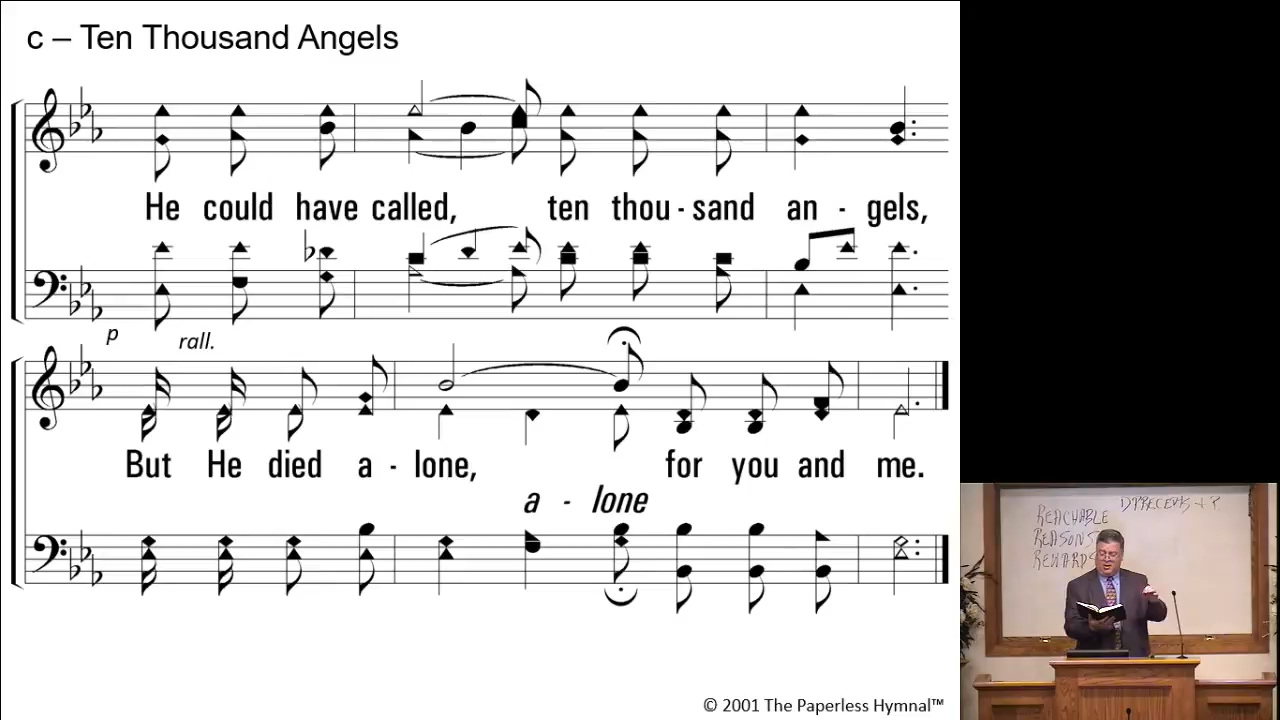 c – Ten Thousand Angels
He could have called, ten thou - sand an - gels,
p rall.
But He died a - lone, for you and me.
a - lone
© 2001 The Paperless Hymnal™
REACHABLE
REASONS
REWARDS